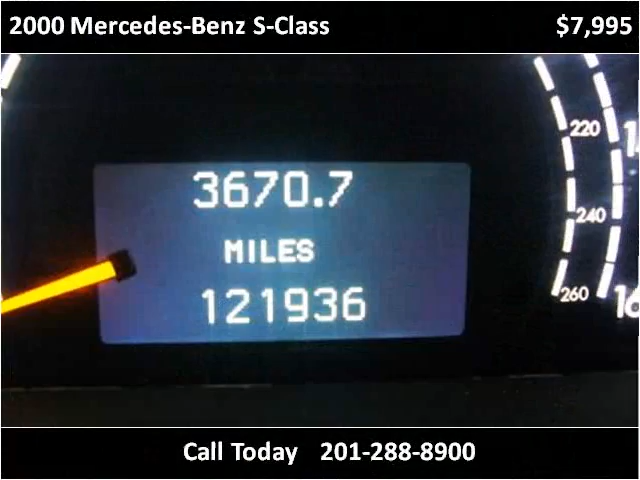 2000 Mercedes-Benz S-Class $7,995
220
240
260
3670.7
MILES
121936
Call Today 201-288-8900